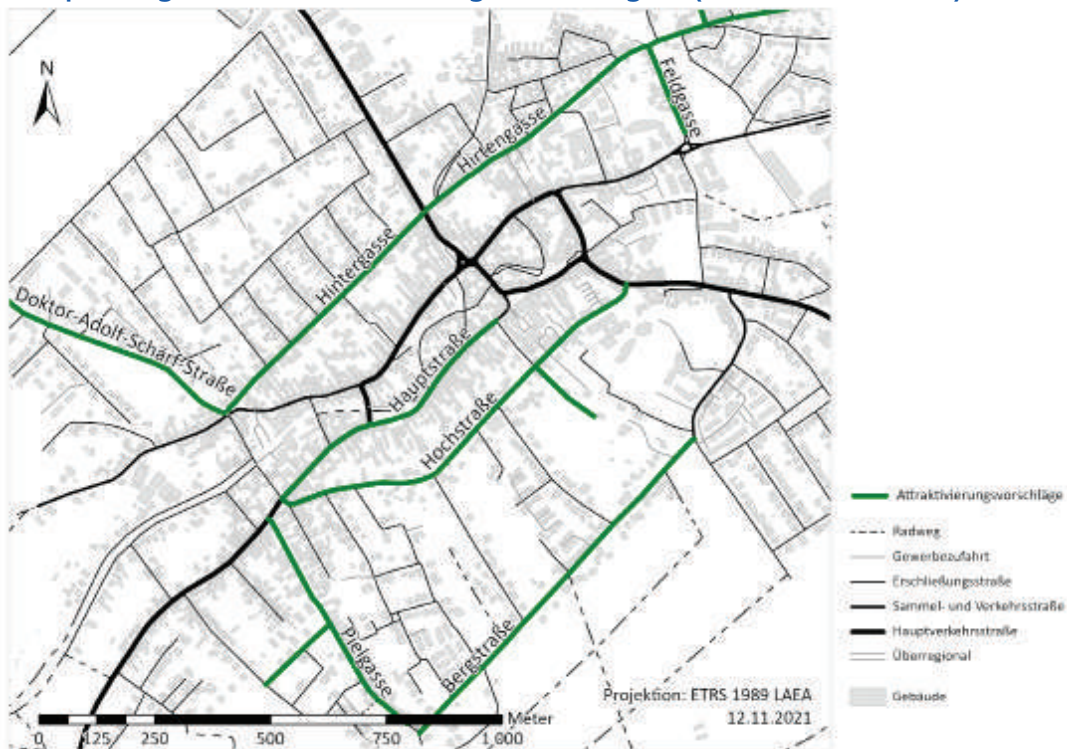 N
Feldgasse
Hirtengasse
Hintergasse
Doktor-Adolf-Schärf-Straße
Hauptstraße
Hochstraße
Pielgasse
Bergstraße
Projektion: ETRS 1989 LAEA
12.11.2021
Meter
0 125 250 500 750 1.000
Attraktivierungsvorschläge
Radweg
Gewerbezufahrt
Erschließungsstraße
Sammel- und Verkehrsstraße
Hauptverkehrsstraße
Überregional
Gebäude